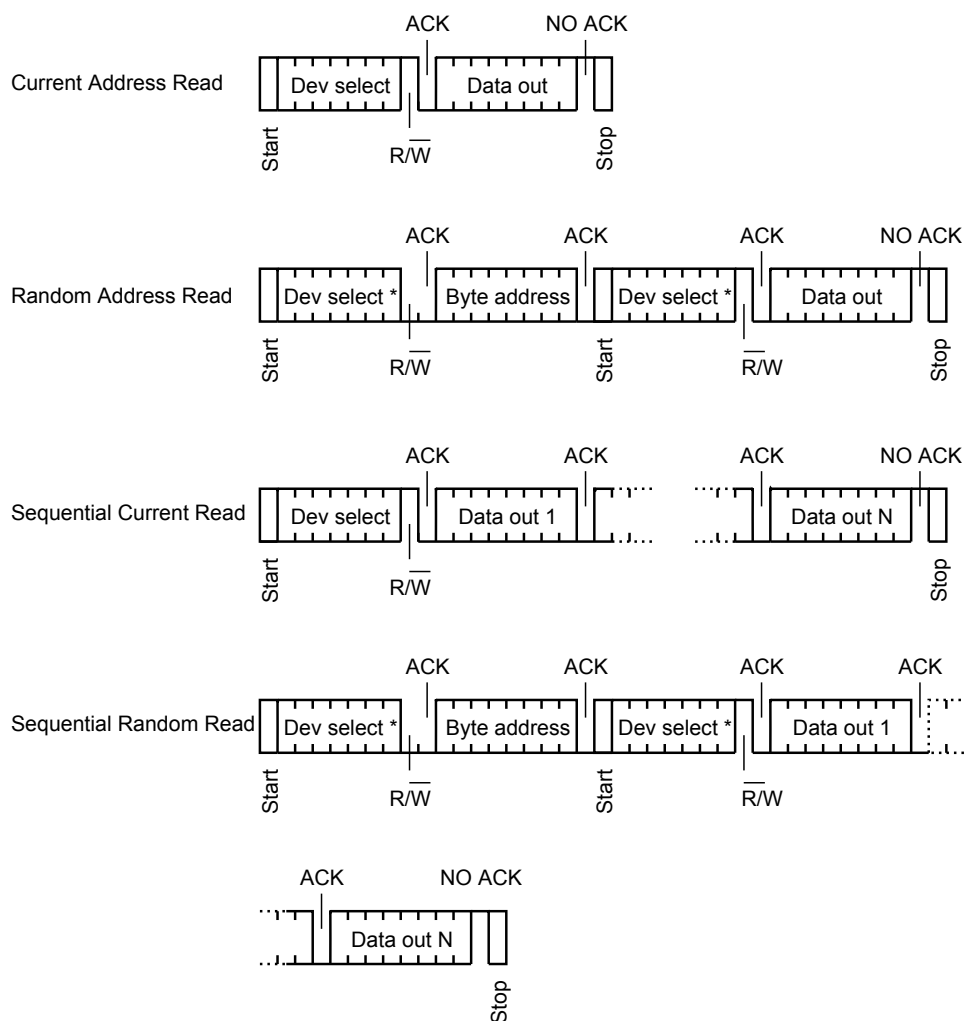 ACK NO ACK
Current Address Read Dev select Data out
Start R/W̅ Stop
ACK ACK ACK NO ACK
Random Address Read Dev select * Byte address Dev select * Data out
Start R/W̅ Start R̅/W Stop
ACK ACK ACK NO ACK
Sequential Current Read Dev select Data out 1 Data out N
Start R/W̅ Stop
ACK ACK ACK ACK
Sequential Random Read Dev select * Byte address Dev select * Data out 1
Start R/W̅ Start R̅/W
ACK NO ACK
Data out N
Stop